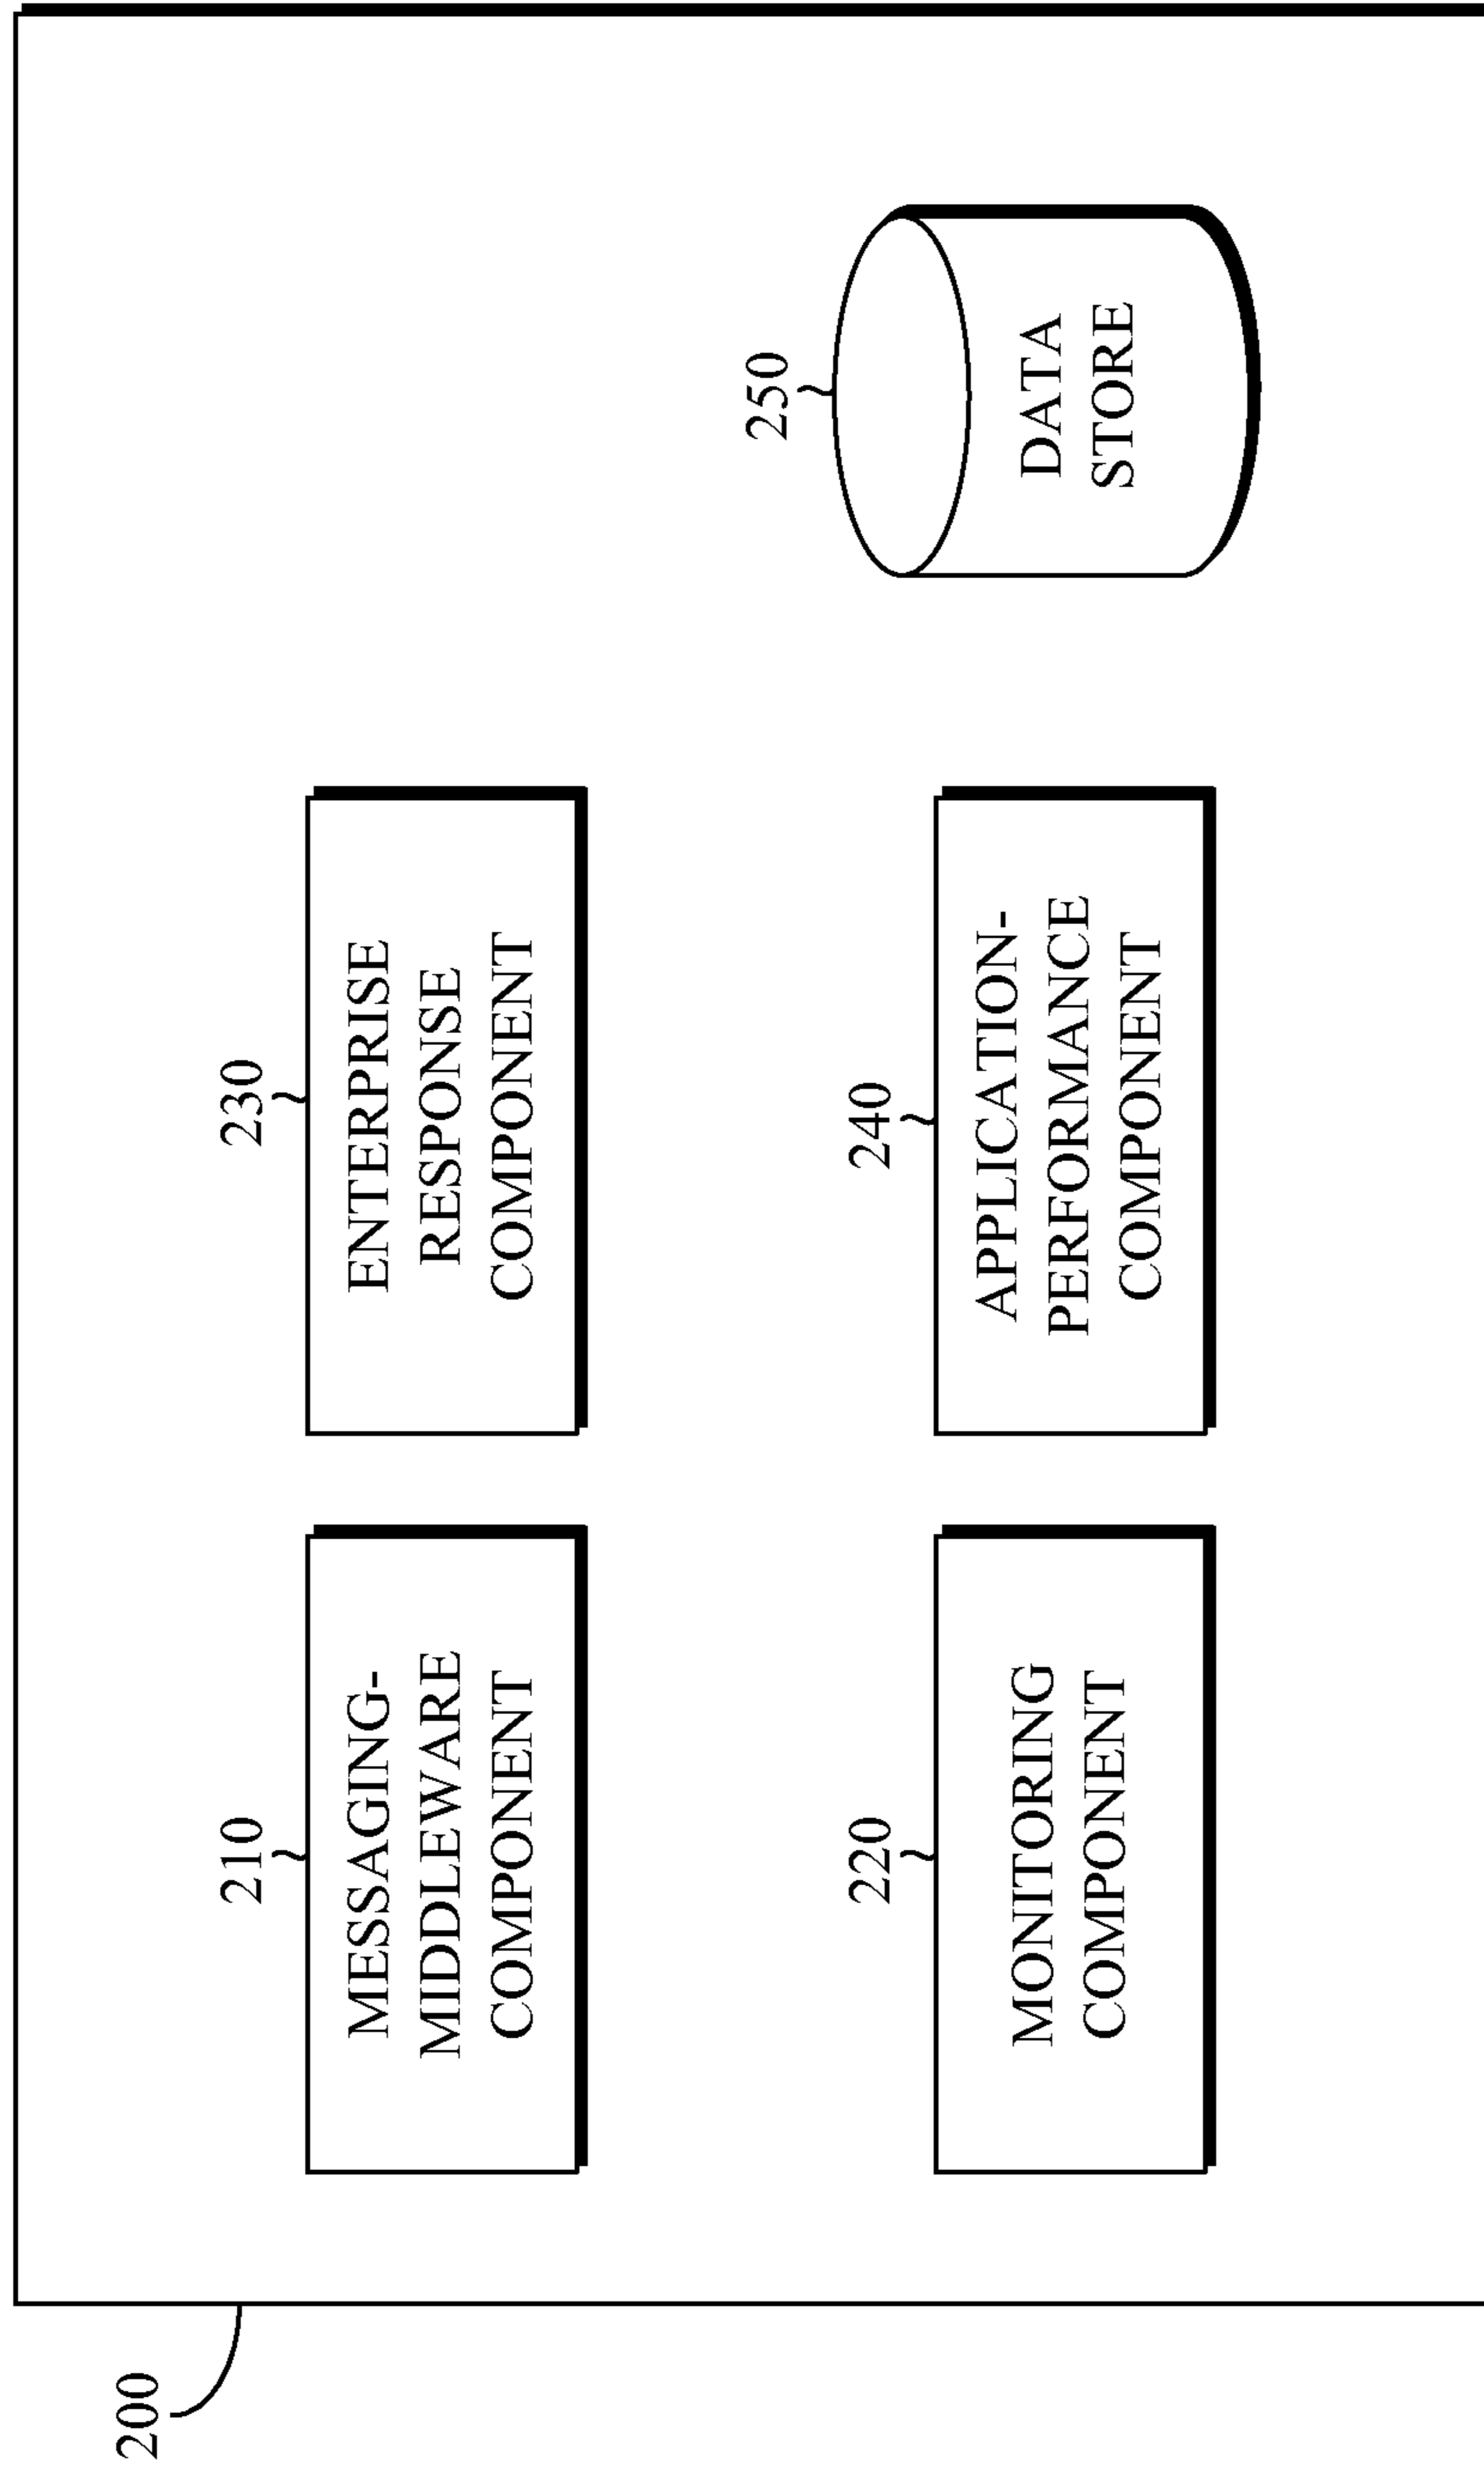 200
210
MESSAGING-
MIDDLEWARE
COMPONENT
230
ENTERPRISE
RESPONSE
COMPONENT
220
MONITORING
COMPONENT
240
APPLICATION-
PERFORMANCE
COMPONENT
250
DATA
STORE